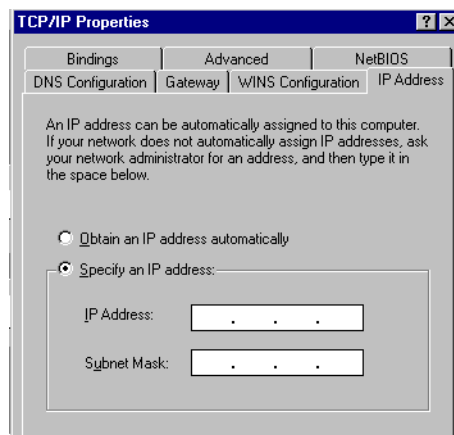 TCP/IP Properties
Bindings Advanced NetBIOS
DNS Configuration Gateway WINS Configuration IP Address
An IP address can be automatically assigned to this computer.
If your network does not automatically assign IP addresses, ask
your network administrator for an address, and then type it in
the space below.
Obtain an IP address automatically
Specify an IP address:
IP Address: . . .
Subnet Mask: . . .